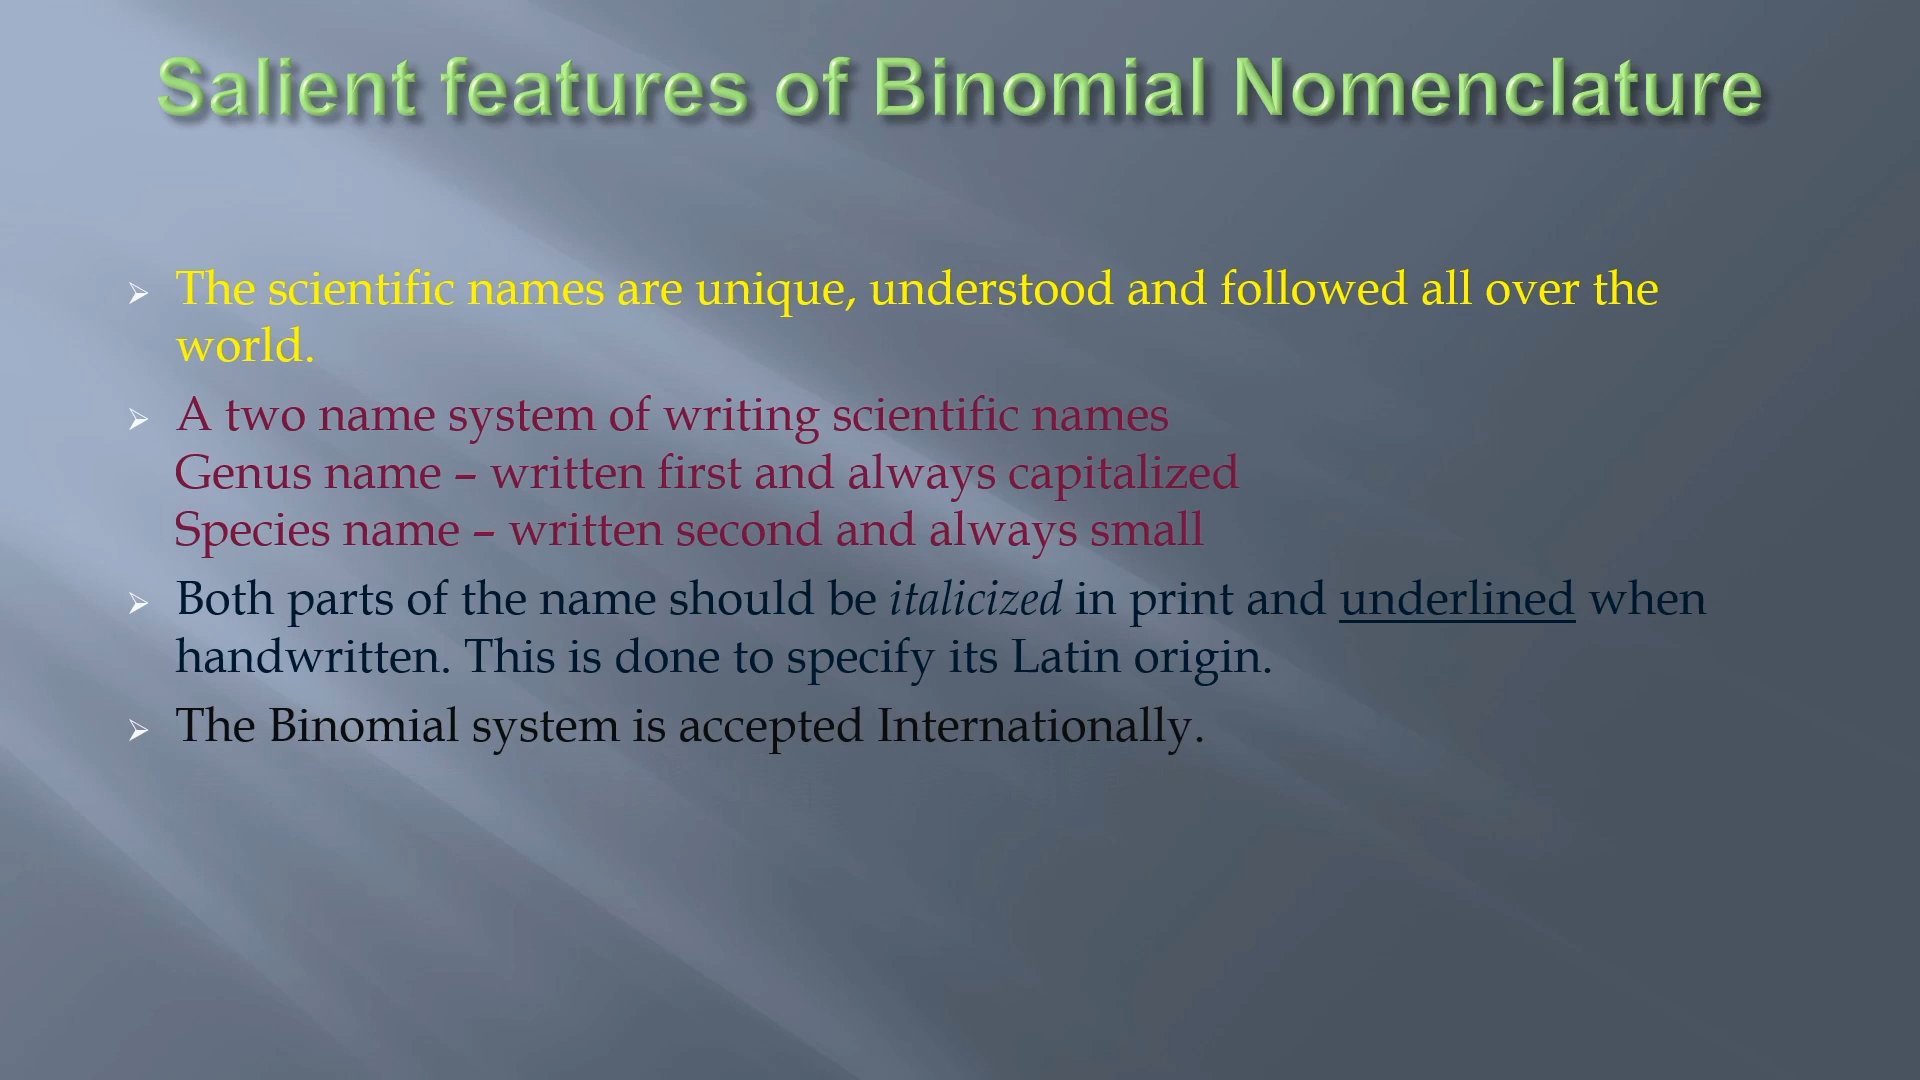 Salient features of Binomial Nomenclature
The scientific names are unique, understood and followed all over the
world.
A two name system of writing scientific names
Genus name – written first and always capitalized
Species name – written second and always small
Both parts of the name should be italicized in print and underlined when
handwritten. This is done to specify its Latin origin.
The Binomial system is accepted Internationally.